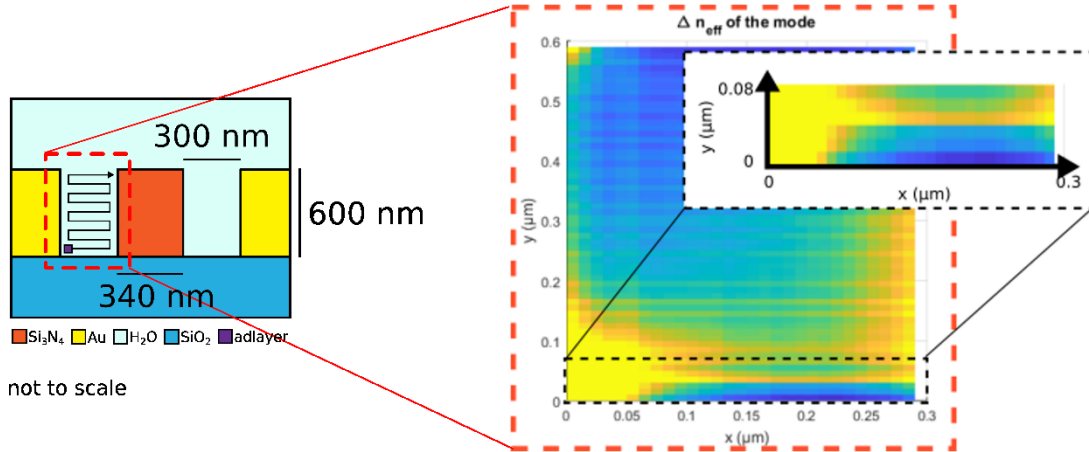 300 nm
600 nm
340 nm
Si₃N₄ Au H₂O SiO₂ adlayer
not to scale
Δ n_eff of the mode
0.6
0.5
0.4
0.3
0.2
0.1
0
y (μm)
0 0.05 0.1 0.15 0.2 0.25 0.3
x (μm)
0.08
0
y (μm)
0 0.3
x (μm)